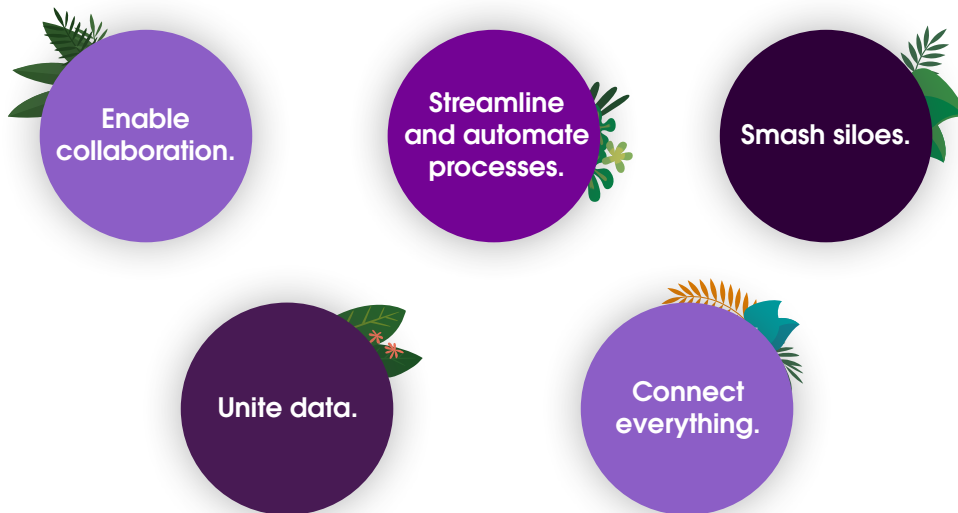 Enable
collaboration.
Streamline
and automate
processes.
Smash siloes.
Unite data.
Connect
everything.